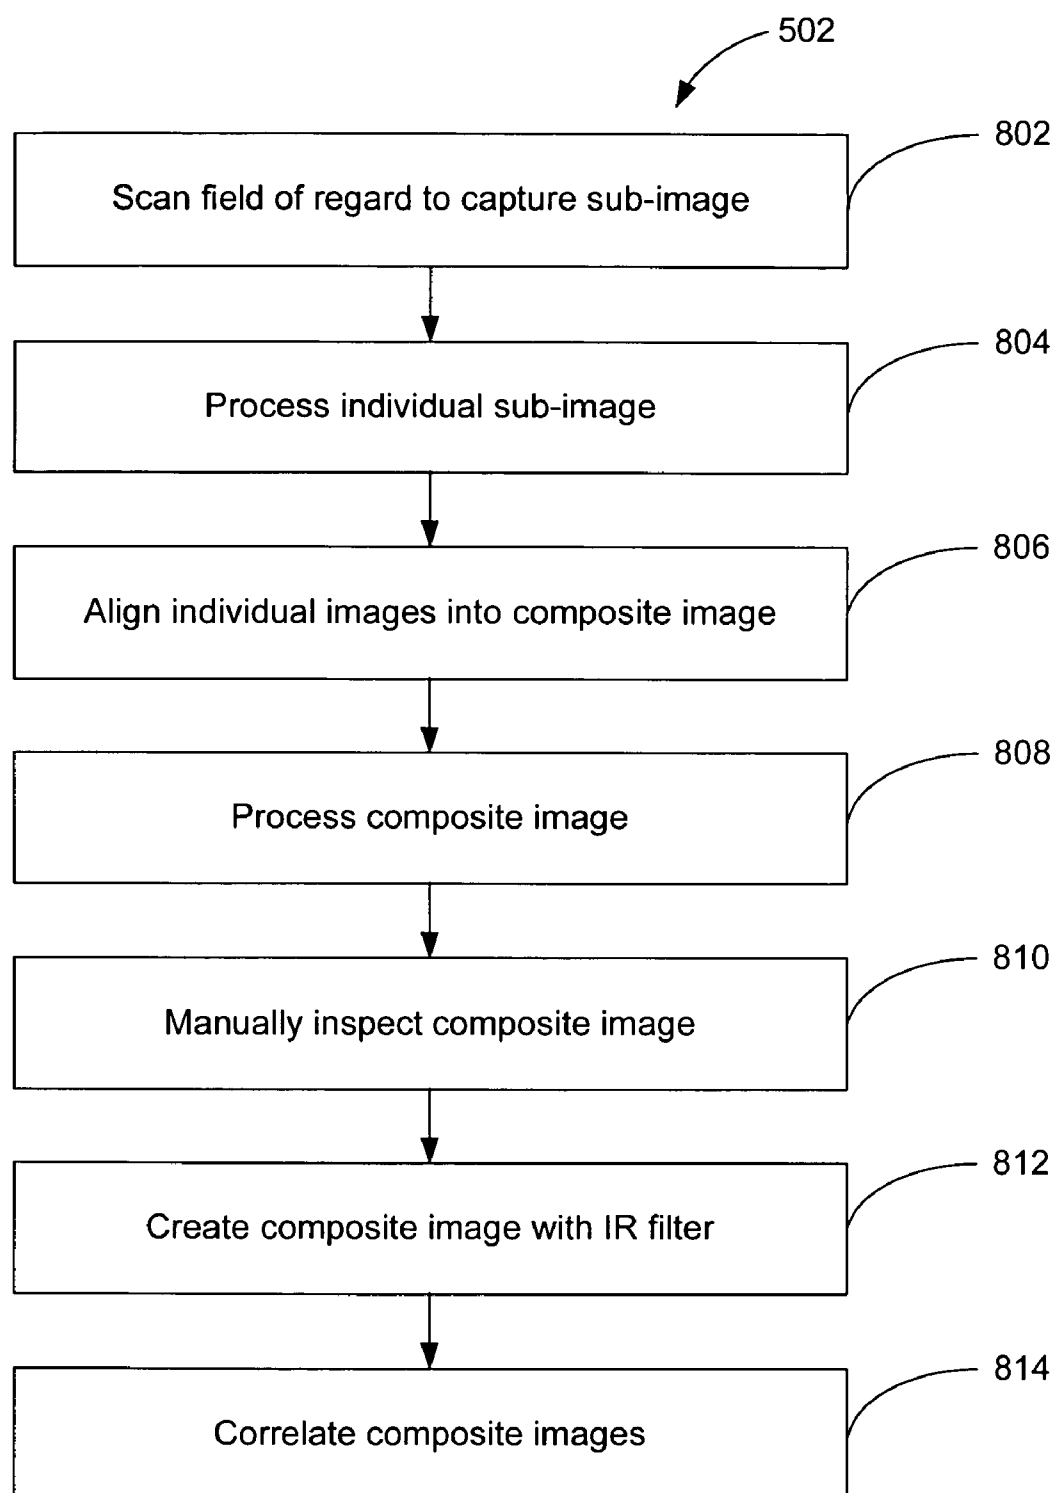 502
802
Scan field of regard to capture sub-image
804
Process individual sub-image
806
Align individual images into composite image
808
Process composite image
810
Manually inspect composite image
812
Create composite image with IR filter
814
Correlate composite images